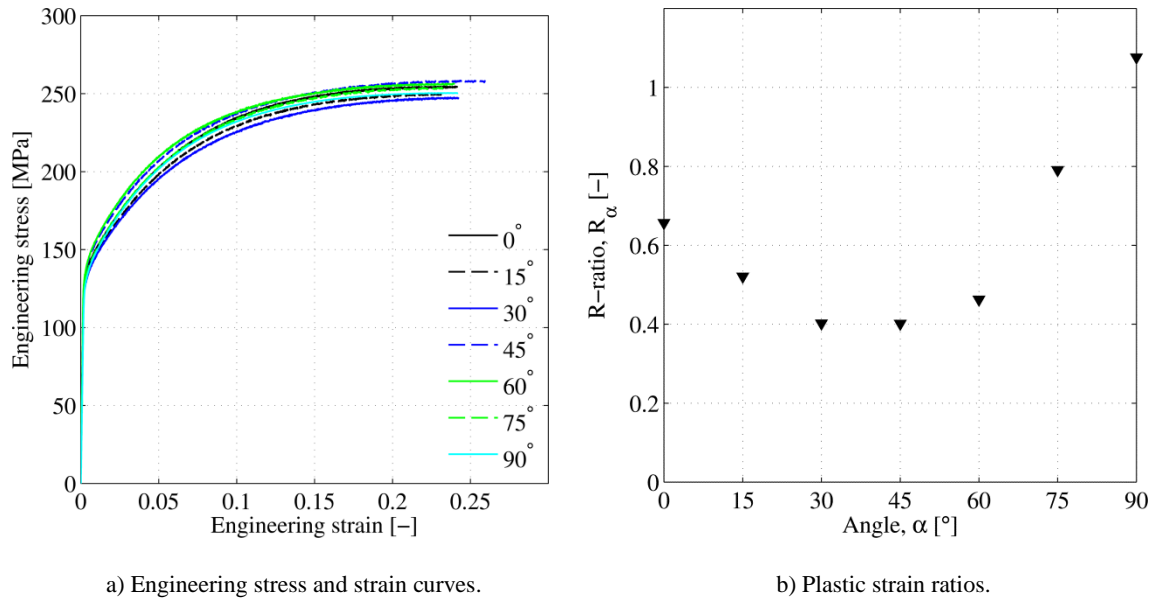 300
250
200
150
100
50
0
0 0.05 0.1 0.15 0.2 0.25
Engineering stress [MPa]
Engineering strain [−]
0°
15°
30°
45°
60°
75°
90°
1
0.8
0.6
0.4
0.2
0
0 15 30 45 60 75 90
R−ratio, Rα [−]
Angle, α [°]
a) Engineering stress and strain curves.
b) Plastic strain ratios.